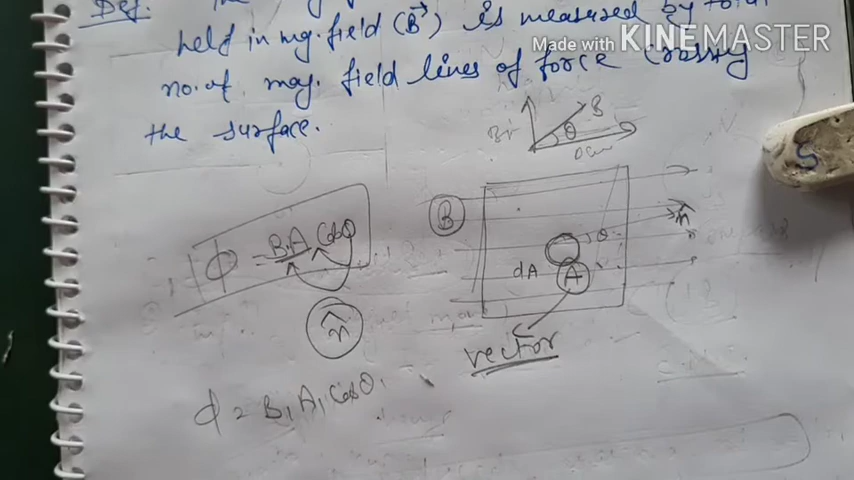 Def. The
held in mg. field (B⃗) is measured by total
Made with KINEMASTER
no. of mag. field lines of force crossing
the surface.
B
θ
B
n̂
ϕ = B.A Cosθ
θ
dA A
n̂
vector
ϕ = B, A, Cosθ.
S